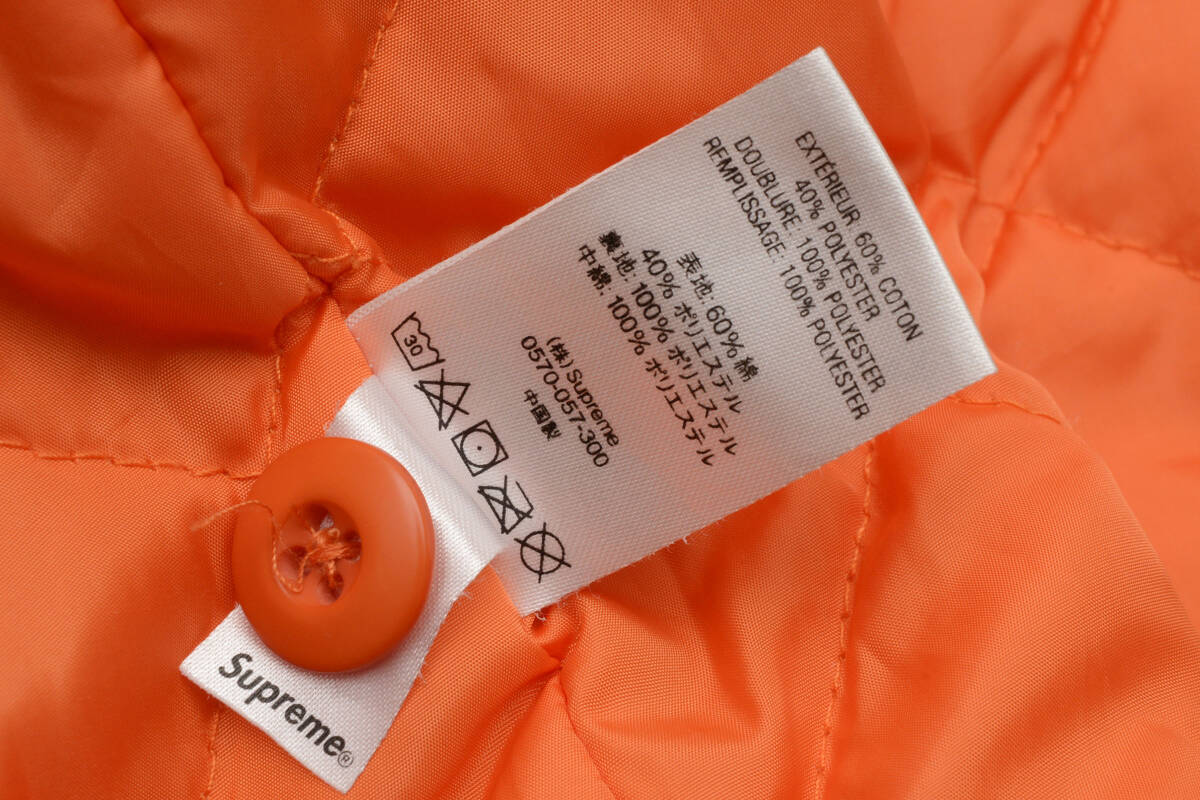 EXTÉRIEUR 60% COTON
40% POLYESTER
DOUBLURE: 100% POLYESTER
REMPLISSAGE: 100% POLYESTER
表地: 60% 綿
40% ポリエステル
裏地: 100% ポリエステル
中綿: 100% ポリエステル
(株) Supreme
0570-057-300
中国製
30
Supreme®